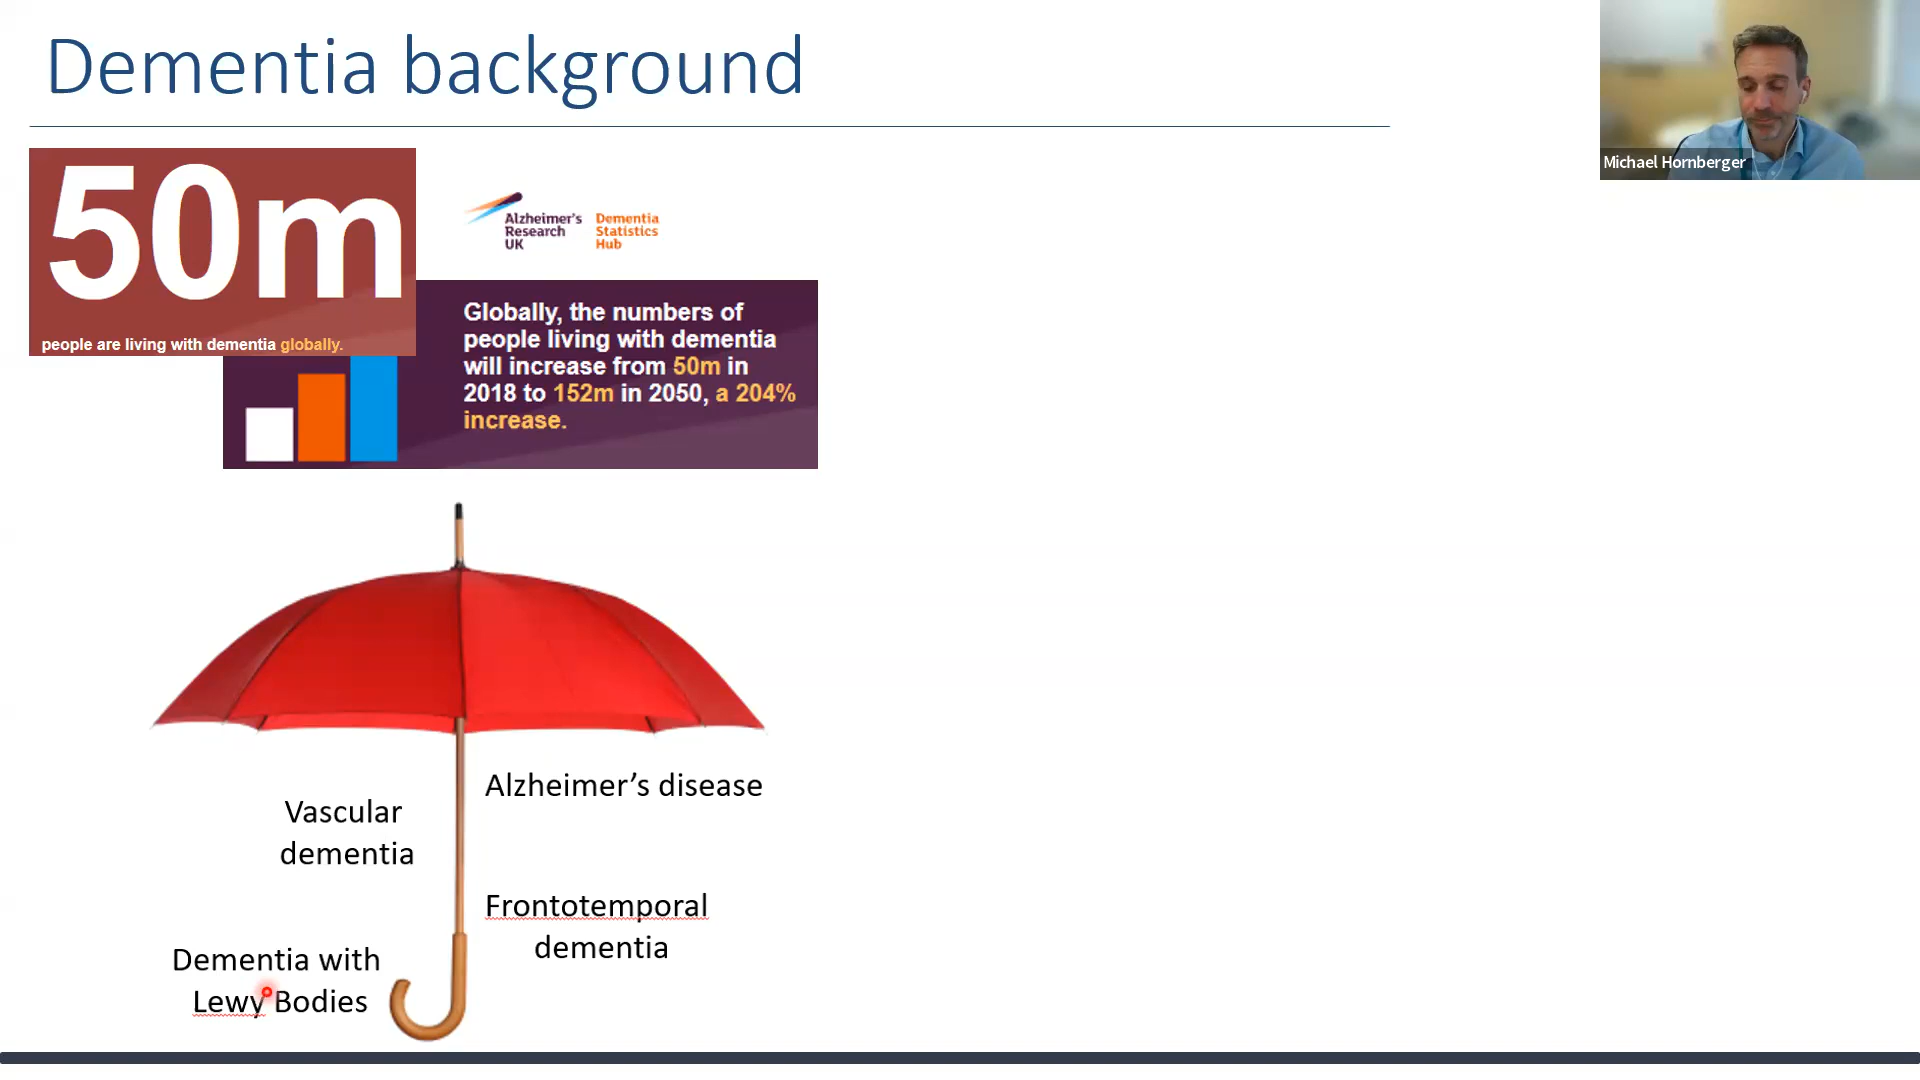 Dementia background
Michael Hornberger
50m
people are living with dementia globally.
Alzheimer's
Research
UK
Dementia
Statistics
Hub
Globally, the numbers of
people living with dementia
will increase from 50m in
2018 to 152m in 2050, a 204%
increase.
Alzheimer’s disease
Vascular
dementia
Frontotemporal
dementia
Dementia with
Lewy Bodies